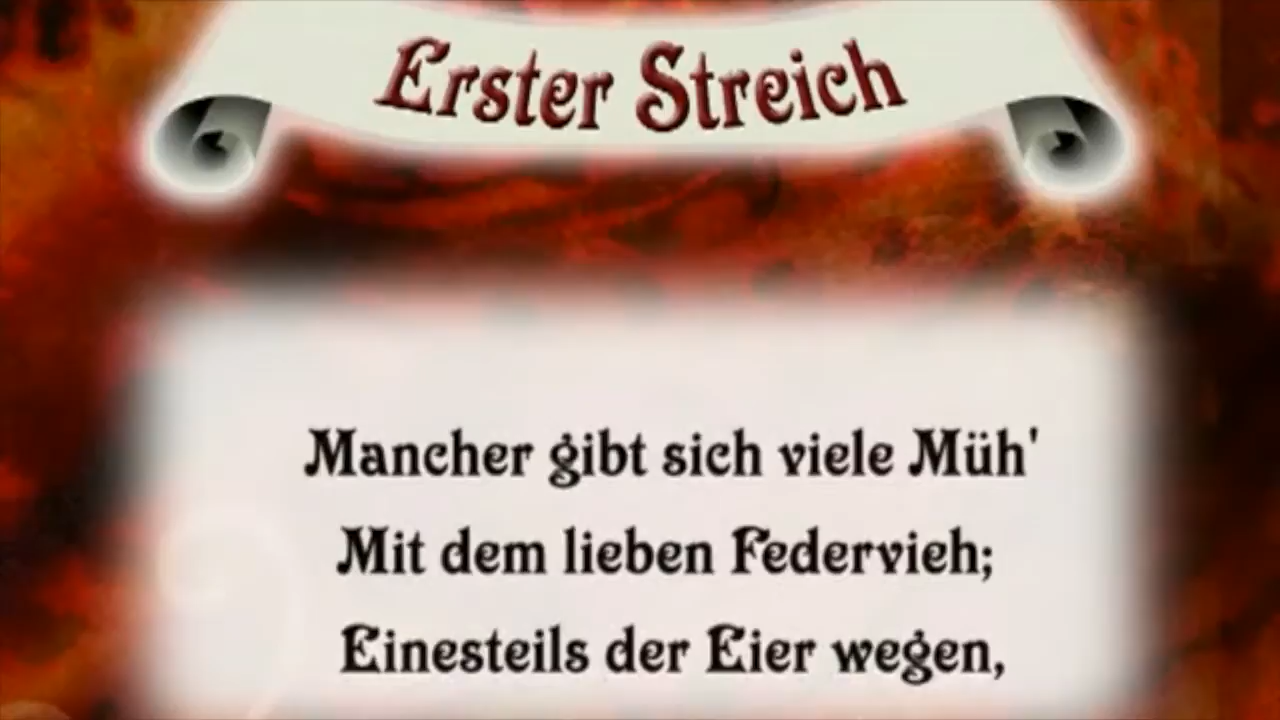 Erster Streich
Mancher gibt sich viele Müh'
Mit dem lieben Federvieh;
Einesteils der Eier wegen,